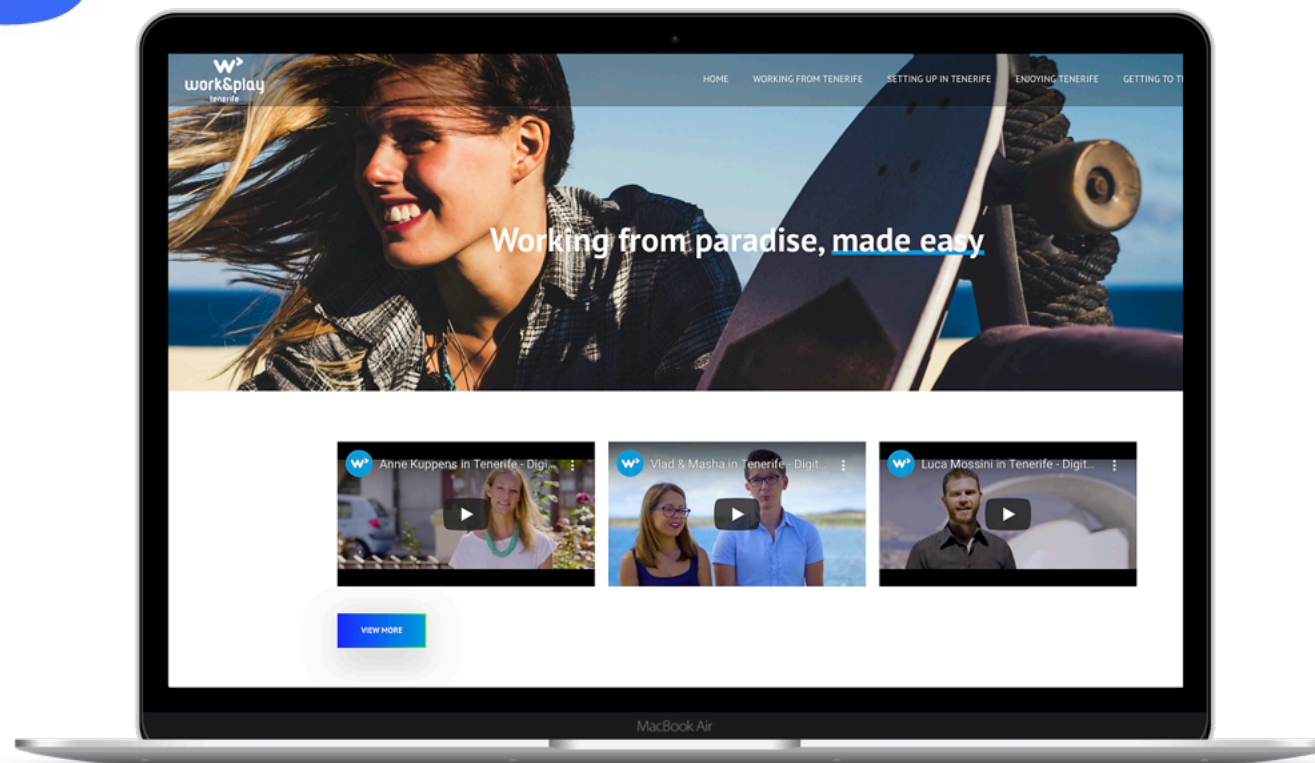 W>
work&play
tenerife
HOME WORKING FROM TENERIFE SETTING UP IN TENERIFE ENJOYING TENERIFE GETTING TO T
Working from paradise, made easy
Anne Kuppens in Tenerife - Digi...
Vlad & Masha in Tenerife - Digit...
Luca Mossini in Tenerife - Digit...
VIEW MORE
MacBook Air